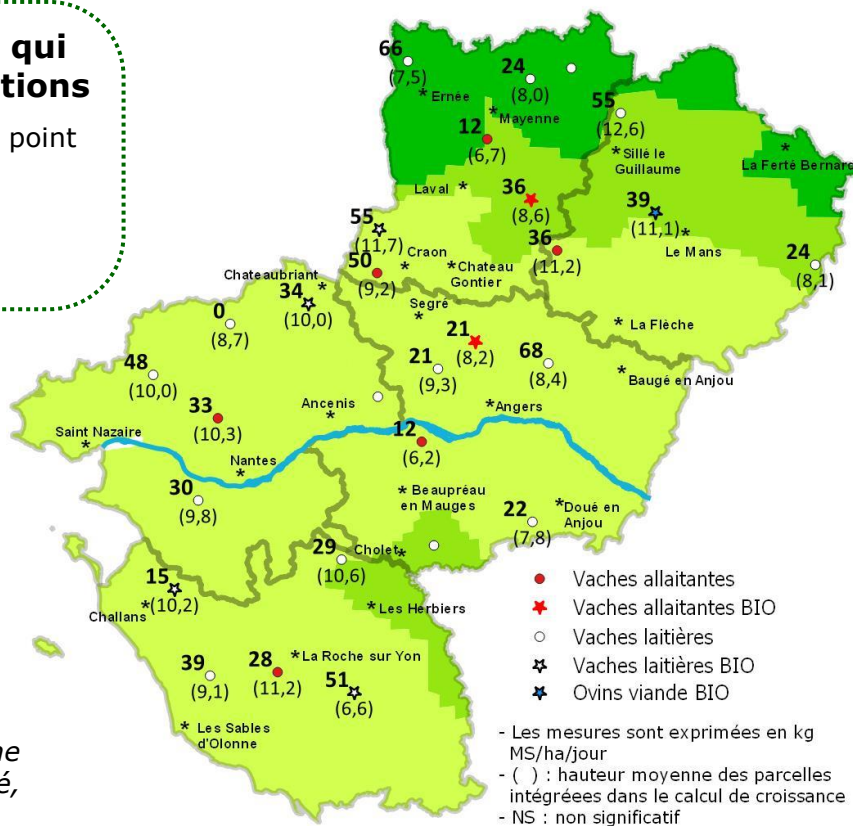 qui
tions
point
66
(7,5)
* Ernée
24
(8,0)
* Mayenne
12
(6,7)
55
(12,6)
* Sillé le
Guillaume
*
La Ferté Bernar
Laval *
36
(8,6)
39
(11,1)
*
Le Mans
55
(11,7)
50
(9,2)
* Craon
*Chateau
Gontier
36
(11,2)
24
(8,1)
Chateaubriant *
34
(10,0)
Segré
*
* La Flèche
0
(8,7)
21
(8,2)
21
(9,3)
68
(8,4)
*
Baugé en Anjou
48
(10,0)
33
(10,3)
Ancenis
*
*Angers
12
(6,2)
Saint Nazaire
*
Nantes
*
30
(9,8)
* Beaupréau
en Mauges
22
(7,8)
*Doué en
Anjou
29
(10,6)
Cholet*
15
(10,2)
Challans *
* Les Herbiers
39
(9,1)
28
(11,2)
*La Roche sur Yon
51
(6,6)
* Les Sables
d'Olonne
Vaches allaitantes
Vaches allaitantes BIO
Vaches laitières
Vaches laitières BIO
Ovins viande BIO
- Les mesures sont exprimées en kg
MS/ha/jour
- ( ) : hauteur moyenne des parcelles
intégréees dans le calcul de croissance
- NS : non significatif
ne
é,